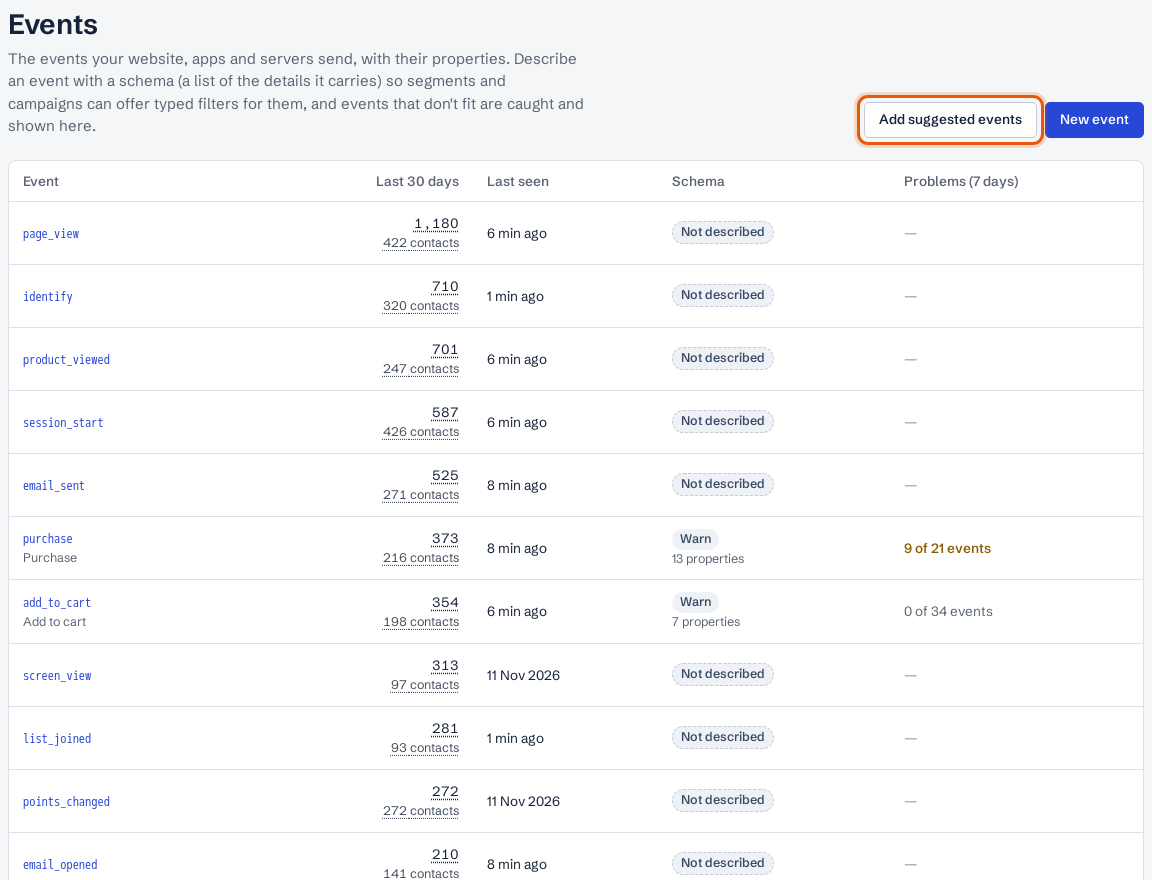 Events
The events your website, apps and servers send, with their properties. Describe
an event with a schema (a list of the details it carries) so segments and
campaigns can offer typed filters for them, and events that don't fit are caught and
shown here.
Add suggested events New event
Event Last 30 days Last seen Schema Problems (7 days)
page_view 1,180 6 min ago Not described —
422 contacts
identify 710 1 min ago Not described —
320 contacts
product_viewed 701 6 min ago Not described —
247 contacts
session_start 587 6 min ago Not described —
426 contacts
email_sent 525 8 min ago Not described —
271 contacts
purchase 373 8 min ago Warn 9 of 21 events
Purchase 216 contacts 13 properties
add_to_cart 354 6 min ago Warn 0 of 34 events
Add to cart 198 contacts 7 properties
screen_view 313 11 Nov 2026 Not described —
97 contacts
list_joined 281 1 min ago Not described —
93 contacts
points_changed 272 11 Nov 2026 Not described —
272 contacts
email_opened 210 8 min ago Not described —
141 contacts